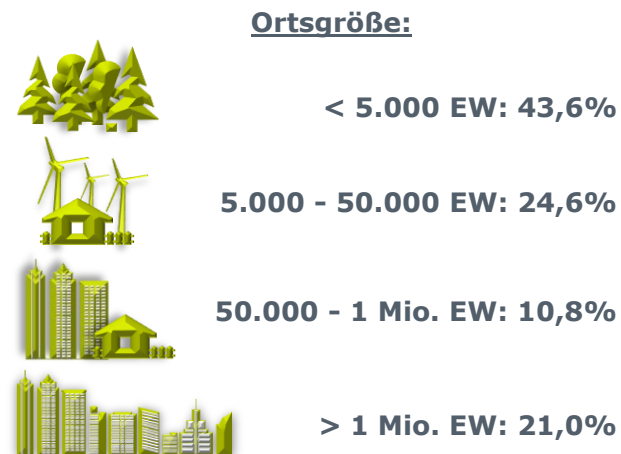 Ortsgröße:
< 5.000 EW: 43,6%
5.000 - 50.000 EW: 24,6%
50.000 - 1 Mio. EW: 10,8%
> 1 Mio. EW: 21,0%